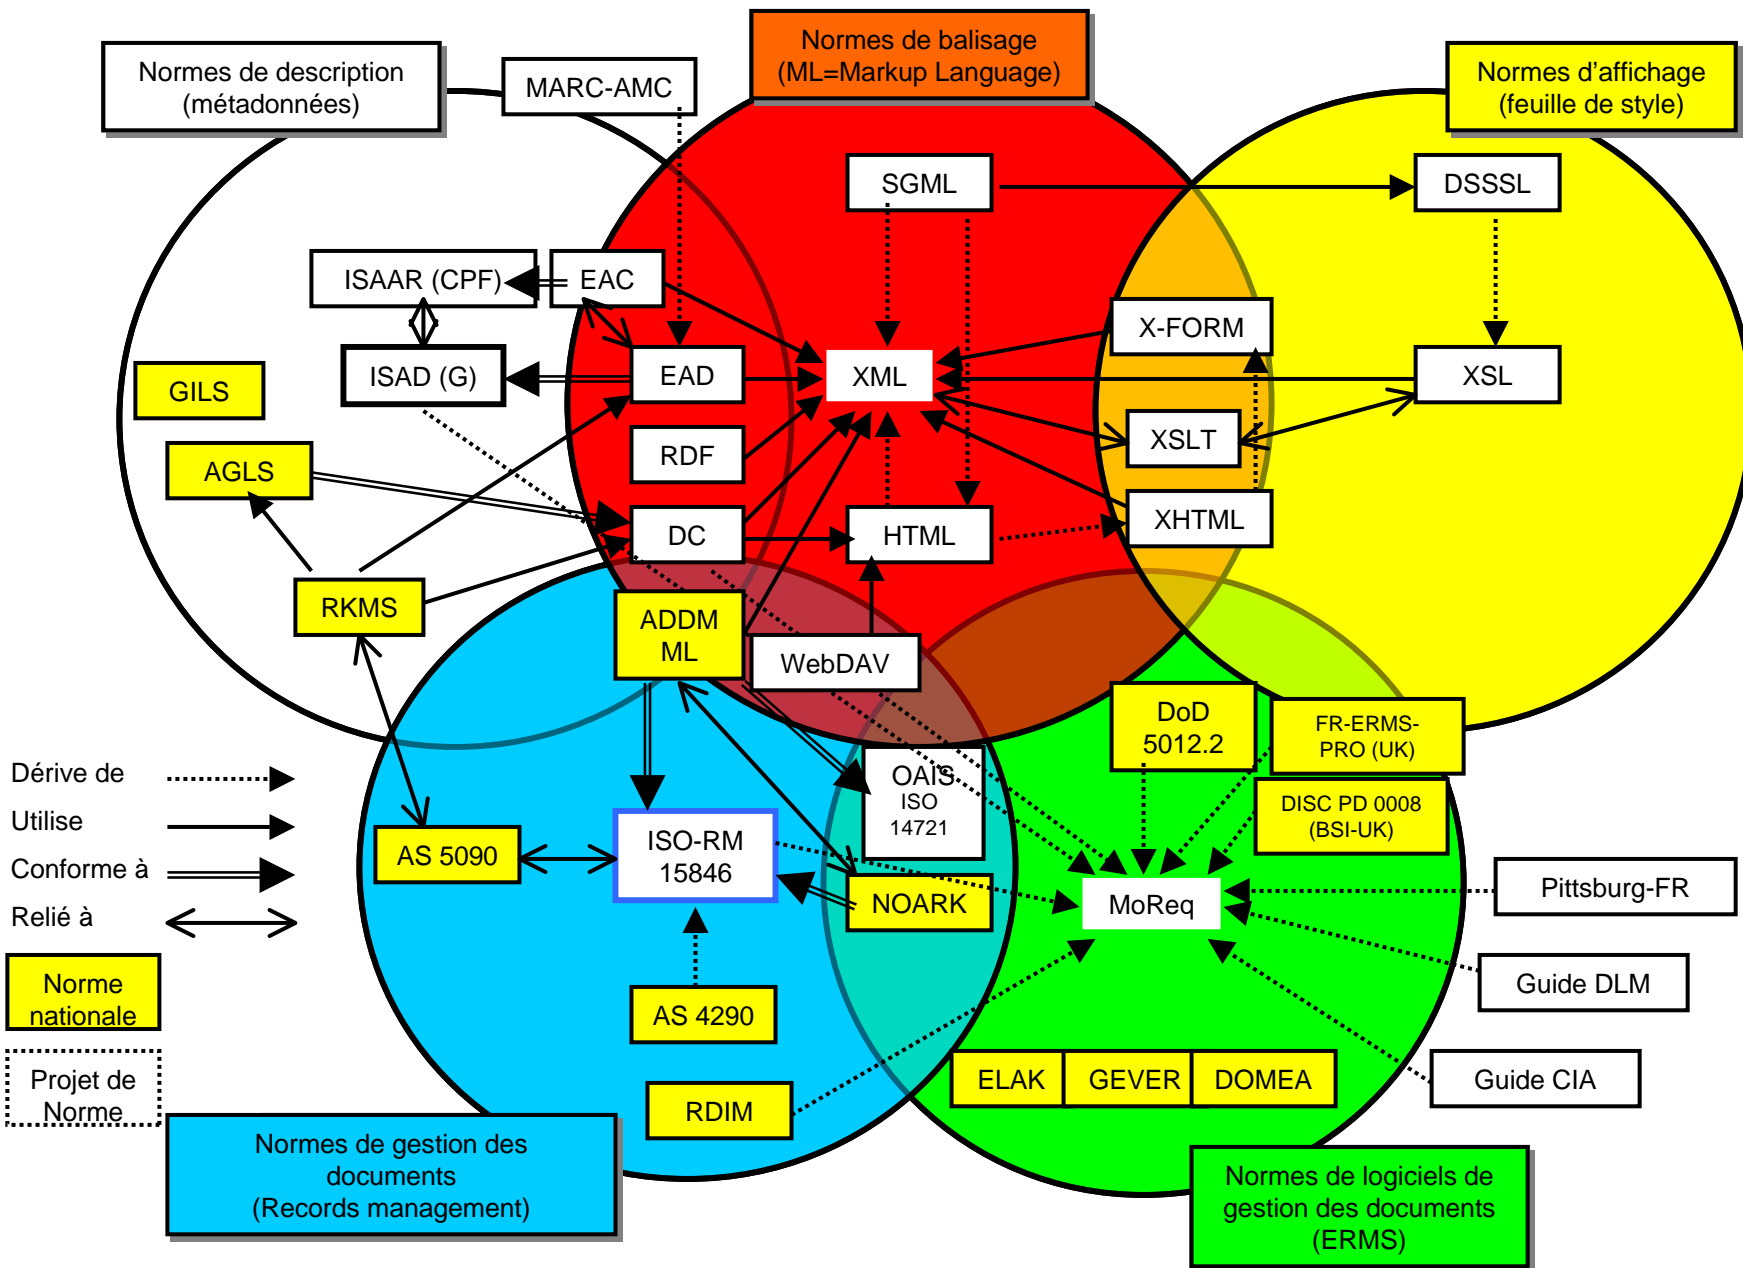 Normes de balisage
(ML=Markup Language)
Normes de description
(métadonnées)
MARC-AMC
Normes d'affichage
(feuille de style)
SGML
DSSSL
ISAAR (CPF)
EAC
X-FORM
ISAD (G)
EAD
XML
XSL
GILS
RDF
XSLT
AGLS
DC
HTML
XHTML
RKMS
ADDM
ML
WebDAV
DoD
5012.2
FR-ERMS-
PRO (UK)
OAIS
ISO
14721
DISC PD 0008
(BSI-UK)
Dérive de
Utilise
Conforme à
Relié à
AS 5090
ISO-RM
15846
NOARK
MoReq
Pittsburg-FR
Guide DLM
Norme
nationale
AS 4290
Projet de
Norme
RDIM
ELAK
GEVER
DOMEA
Guide CIA
Normes de gestion des
documents
(Records management)
Normes de logiciels de
gestion des documents
(ERMS)